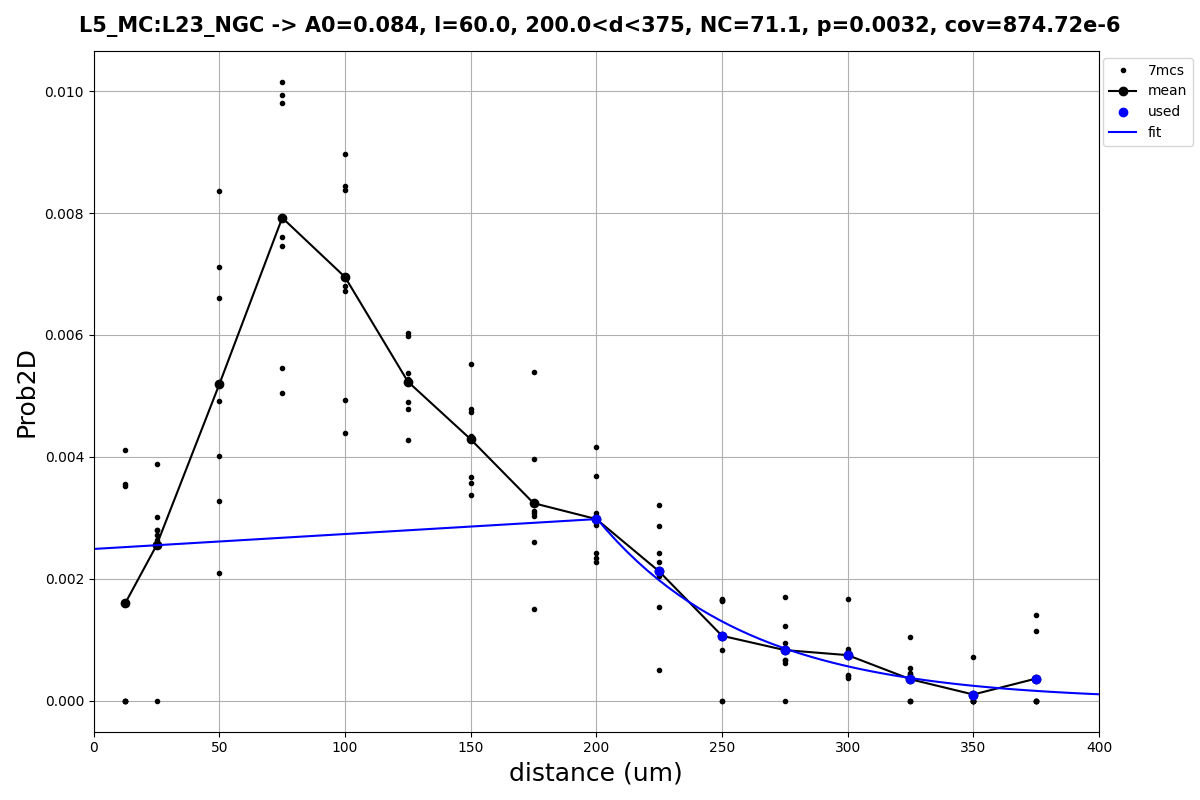 L5_MC:L23_NGC -> A0=0.084, l=60.0, 200.0<d<375, NC=71.1, p=0.0032, cov=874.72e-6
7mcs
mean
used
fit
0.010
0.008
0.006
0.004
0.002
0.000
Prob2D
0 50 100 150 200 250 300 350 400
distance (um)